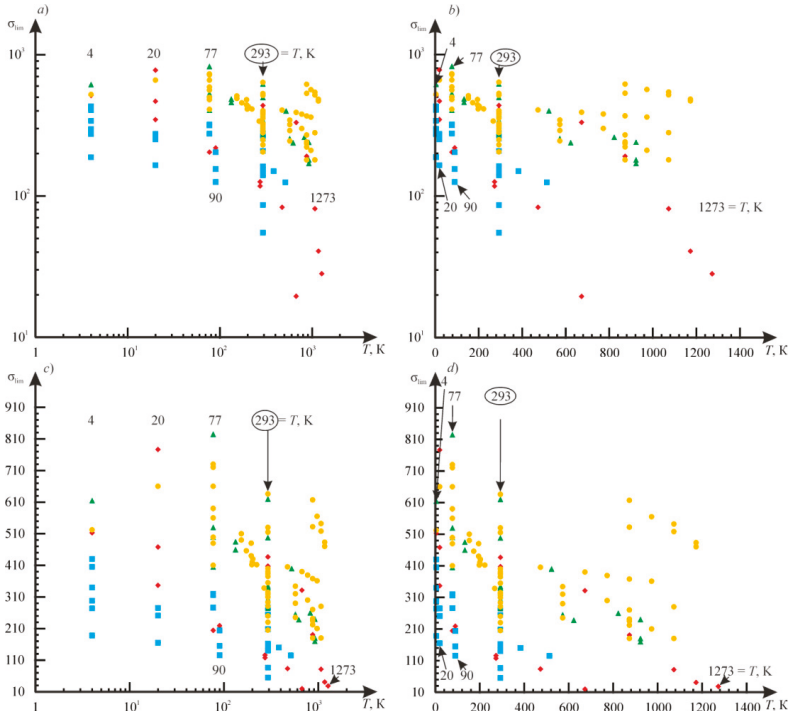 a) b)
σlim σlim
4 20 77 293 = T, K 4 77 293
10³ 10³
10² 10²
90 1273 20 90 1273 = T, K
10¹ 10¹
1 10¹ 10² 10³ T, K 0 200 400 600 800 1000 1200 1400 T, K
c) d)
σlim σlim
4 20 77 293 = T, K 4 77 293
910 910
810 810
710 710
610 610
510 510
410 410
310 310
210 210
110 110
90 1273 20 90 1273 = T, K
10 10
1 10¹ 10² 10³ T, K 0 200 400 600 800 1000 1200 1400 T, K